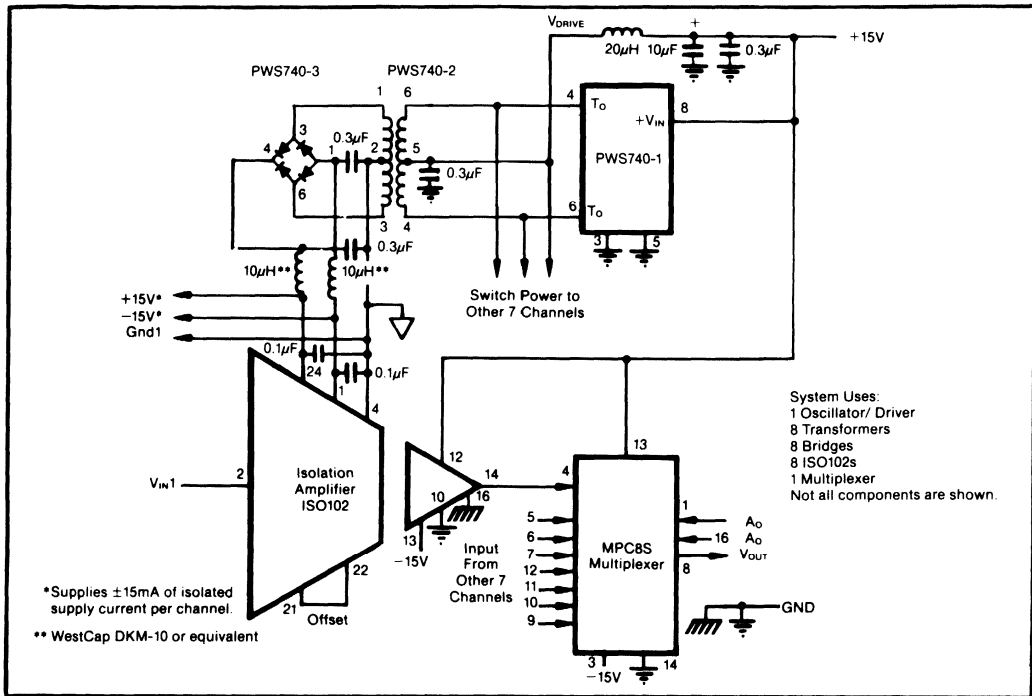 VDRIVE
+
20μH
10μF
0.3μF
+15V
PWS740-3
PWS740-2
1
6
4
TO
8
+VIN
PWS740-1
3
0.3μF
4
1
2
5
0.3μF
6
3
4
6
TO
3
5
0.3μF
10μH**
10μH**
Switch Power to
Other 7 Channels
+15V*
-15V*
Gnd1
0.1μF
24
1
0.1μF
4
System Uses:
1 Oscillator/ Driver
8 Transformers
8 Bridges
8 ISO102s
1 Multiplexer
Not all components are shown.
12
13
VIN1
2
Isolation
Amplifier
ISO102
14
4
10
16
13
-15V
1
AO
16
AO
VOUT
8
5
6
7
12
11
10
9
MPC8S
Multiplexer
Input
From
Other 7
Channels
22
21
Offset
GND
3
14
-15V
*Supplies ±15mA of isolated
supply current per channel.
** WestCap DKM-10 or equivalent